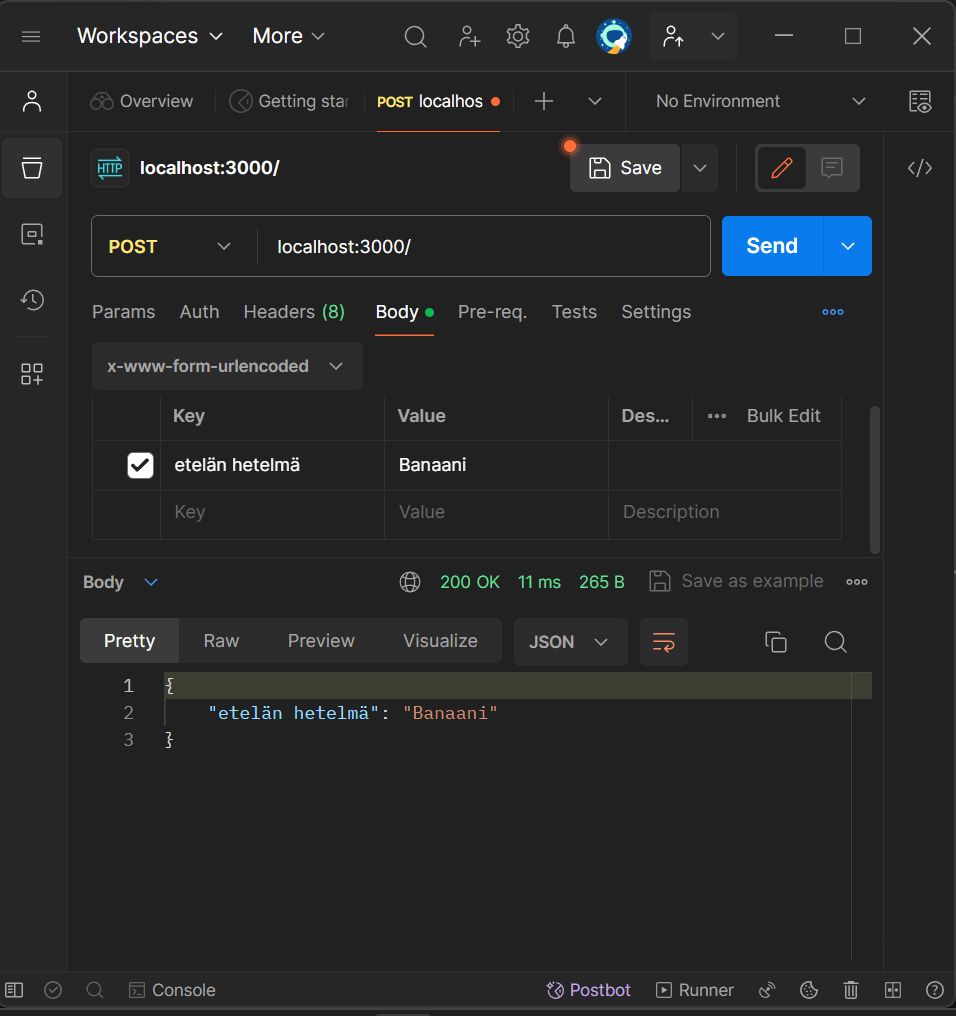 Workspaces More
Overview Getting star POST localhos No Environment
HTTP localhost:3000/ Save
POST localhost:3000/ Send
Params Auth Headers (8) Body Pre-req. Tests Settings
x-www-form-urlencoded
Key Value Des... Bulk Edit
etelän hetelmä Banaani
Key Value Description
Body 200 OK 11 ms 265 B Save as example
Pretty Raw Preview Visualize JSON
1 {
2 "etelän hetelmä": "Banaani"
3 }
Console Postbot Runner